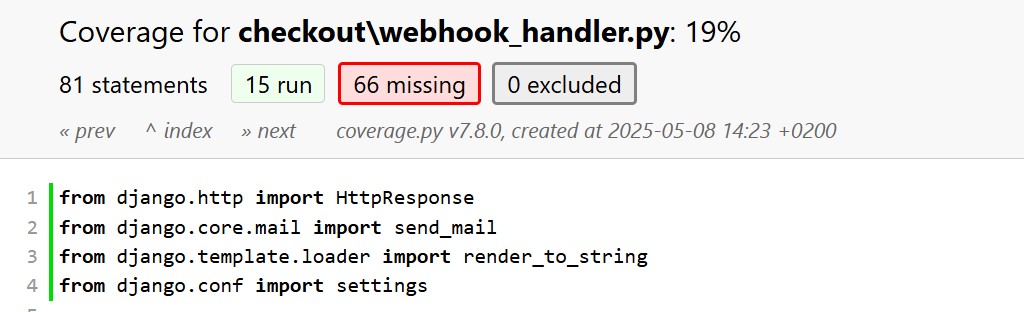 Coverage for checkout\webhook_handler.py: 19%
81 statements 15 run 66 missing 0 excluded
« prev ^ index » next coverage.py v7.8.0, created at 2025-05-08 14:23 +0200
1 from django.http import HttpResponse
2 from django.core.mail import send_mail
3 from django.template.loader import render_to_string
4 from django.conf import settings